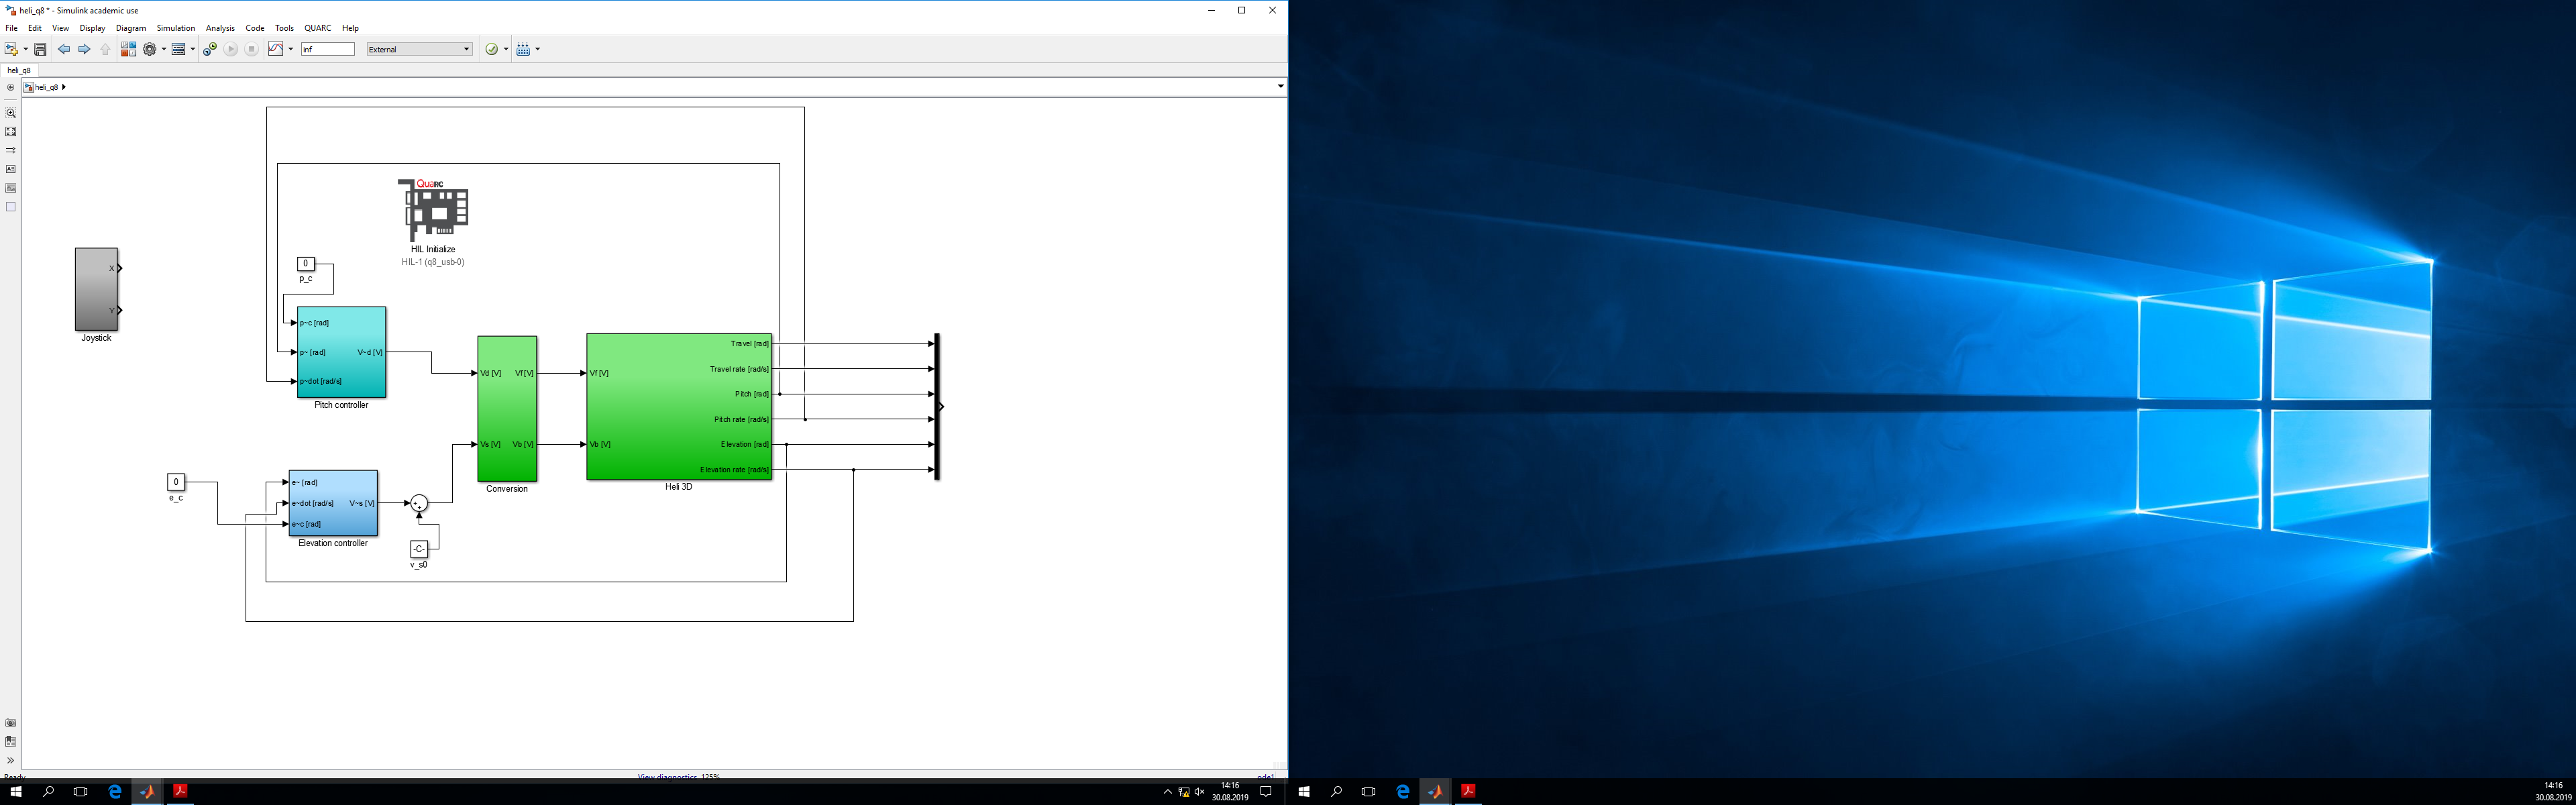 heli_q8 * - Simulink academic use
File Edit View Display Diagram Simulation Analysis Code Tools QUARC Help
inf External
heli_q8
heli_q8
QUARC
HIL Initialize
HIL-1 (q8_usb-0)
X
Y
Joystick
0
p_c
p~c [rad]
p~ [rad] V~d [V]
p~dot [rad/s]
Pitch controller
Vd [V] Vf [V]
Vs [V] Vb [V]
Conversion
Vf [V]
Vb [V]
Travel [rad]
Travel rate [rad/s]
Pitch [rad]
Pitch rate [rad/s]
Elevation [rad]
Elevation rate [rad/s]
Heli 3D
0
e_c
e~ [rad]
e~dot [rad/s] V~s [V]
e~c [rad]
Elevation controller
-C-
v_s0
Ready View diagnostics 125% ode1
14:16
30.08.2019
14:16
30.08.2019